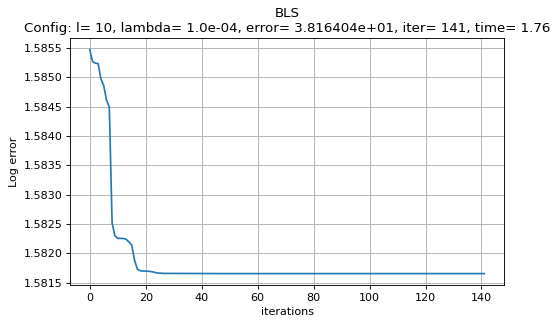 BLS
Config: l= 10, lambda= 1.0e-04, error= 3.816404e+01, iter= 141, time= 1.76
1.5855
1.5850
1.5845
1.5840
1.5835
1.5830
1.5825
1.5820
1.5815
Log error
0 20 40 60 80 100 120 140
iterations